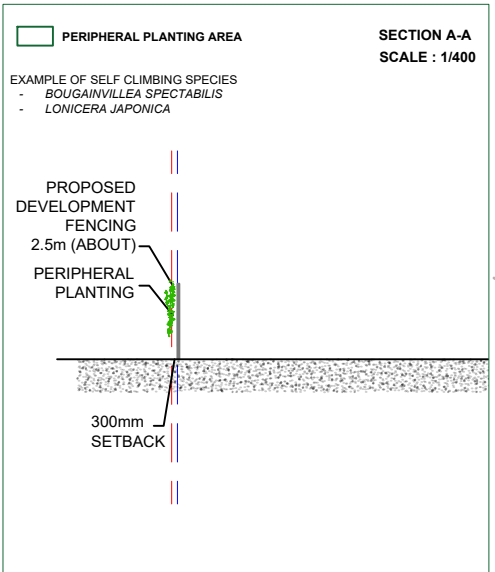 PERIPHERAL PLANTING AREA
SECTION A-A
SCALE : 1/400
EXAMPLE OF SELF CLIMBING SPECIES
- BOUGAINVILLEA SPECTABILIS
- LONICERA JAPONICA
PROPOSED
DEVELOPMENT
FENCING
2.5m (ABOUT)
PERIPHERAL
PLANTING
300mm
SETBACK